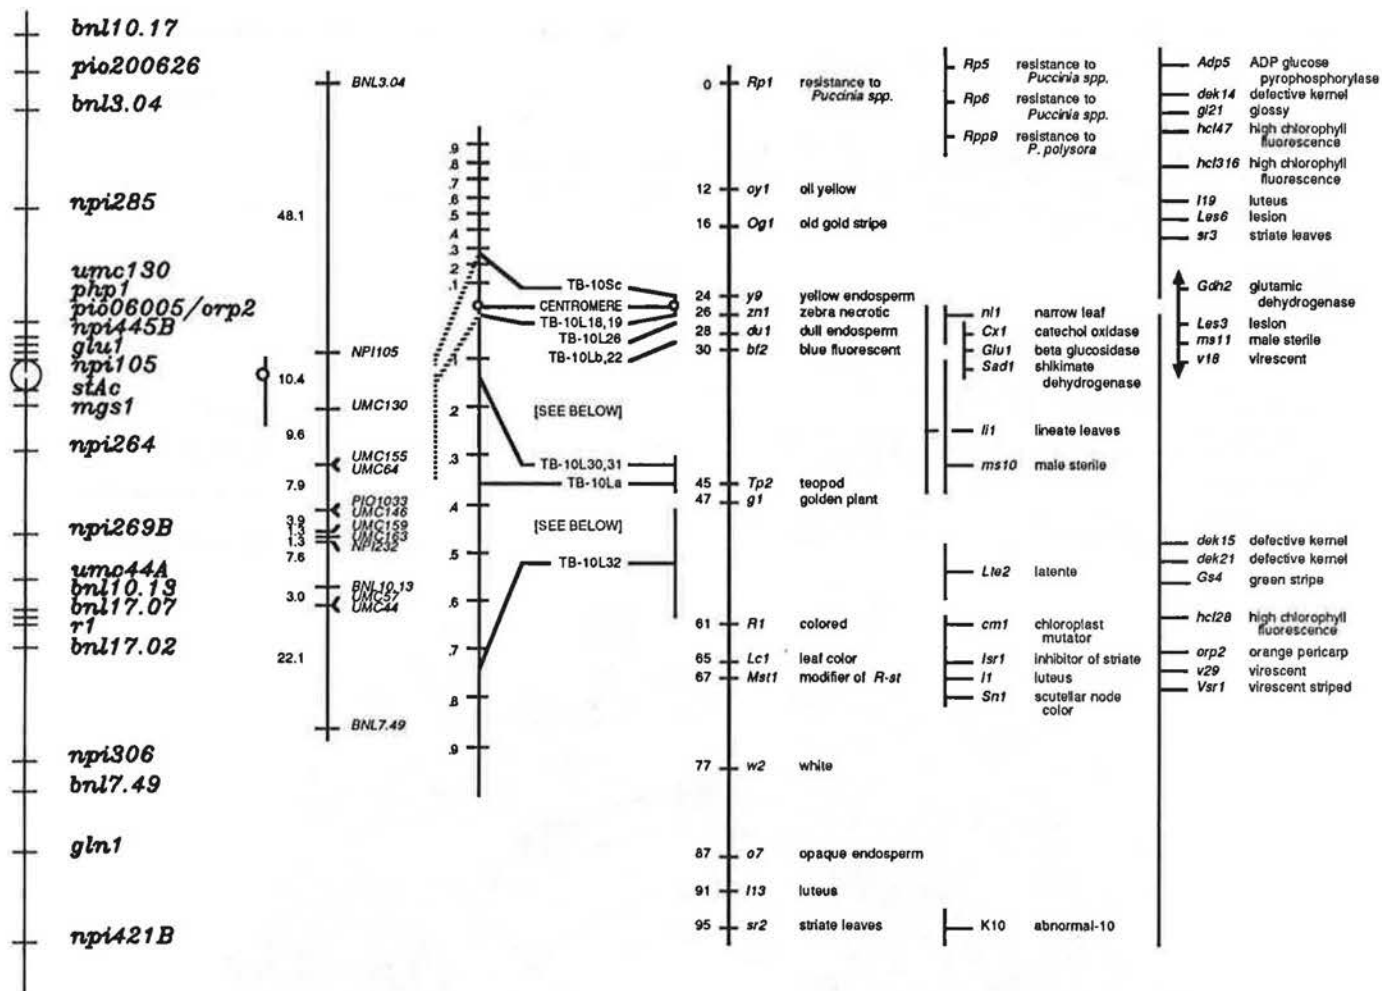 bnl10.17
pio200626
bnl3.04
npi285
umc130
php1
pio06005/orp2
npi445B
glu1
npi105
stAc
mgs1
npi264
npi269B
umc44A
bnl10.13
bnl17.07
r1
bnl17.02
npi306
bnl7.49
gln1
npi421B
BNL3.04
48.1
NPI105
10.4
UMC130
9.6
UMC155
UMC64
7.9
PIO1033
UMC146
3.9
UMC159
1.3
UMC163
1.3
NPI232
7.6
BNL10.13
UMC57
3.0
UMC44
22.1
BNL7.49
.9
.8
.7
.6
.5
.4
.3
.2
.1
.1
.2
.3
.4
.5
.6
.7
.8
.9
TB-10Sc
CENTROMERE
TB-10L18,19
TB-10L26
TB-10Lb,22
[SEE BELOW]
TB-10L30,31
TB-10La
[SEE BELOW]
TB-10L32
0 Rp1 resistance to
Puccinia spp.
12 oy1 oil yellow
16 Og1 old gold stripe
24 y9 yellow endosperm
26 zn1 zebra necrotic
28 du1 dull endosperm
30 bf2 blue fluorescent
45 Tp2 teopod
47 g1 golden plant
61 R1 colored
65 Lc1 leaf color
67 Mst1 modifier of R-st
77 w2 white
87 o7 opaque endosperm
91 l13 luteus
95 sr2 striate leaves
Rp5 resistance to
Puccinia spp.
Rp6 resistance to
Puccinia spp.
Rpp9 resistance to
P. polysora
nl1 narrow leaf
Cx1 catechol oxidase
Glu1 beta glucosidase
Sad1 shikimate
dehydrogenase
li1 lineate leaves
ms10 male sterile
Lte2 latente
cm1 chloroplast
mutator
Isr1 inhibitor of striate
l1 luteus
Sn1 scutellar node
color
K10 abnormal-10
Adp5 ADP glucose
pyrophosphorylase
dek14 defective kernel
gl21 glossy
hcf47 high chlorophyll
fluorescence
hcf316 high chlorophyll
fluorescence
l19 luteus
Les6 lesion
sr3 striate leaves
Gdh2 glutamic
dehydrogenase
Les3 lesion
ms11 male sterile
v18 virescent
dek15 defective kernel
dek21 defective kernel
Gs4 green stripe
hcf28 high chlorophyll
fluorescence
orp2 orange pericarp
v29 virescent
Vsr1 virescent striped